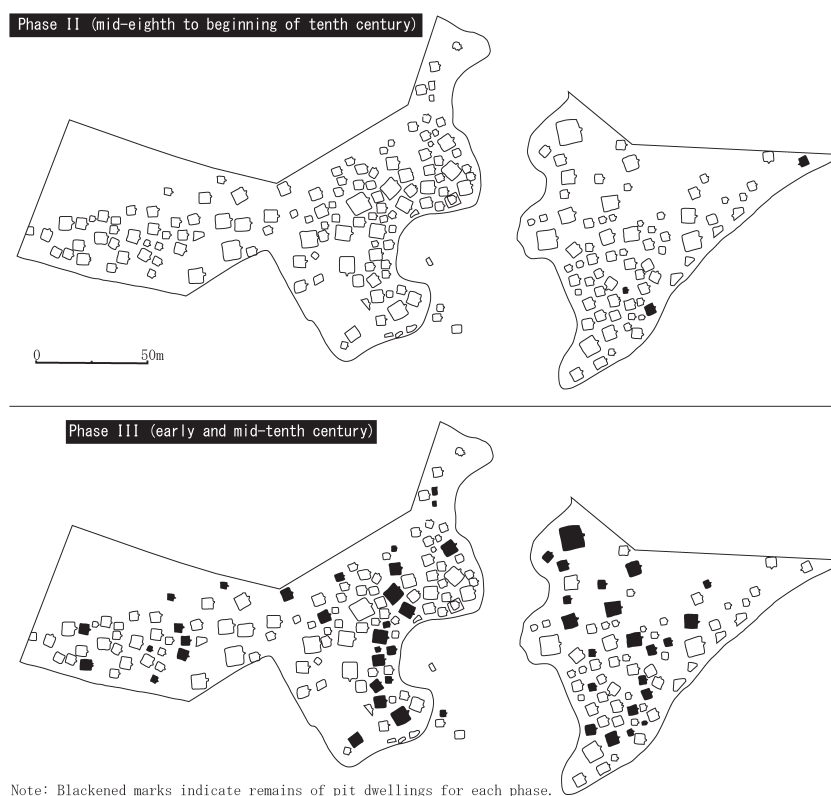 Phase II (mid-eighth to beginning of tenth century)
0 50m
Phase III (early and mid-tenth century)
Note: Blackened marks indicate remains of pit dwellings for each phase.